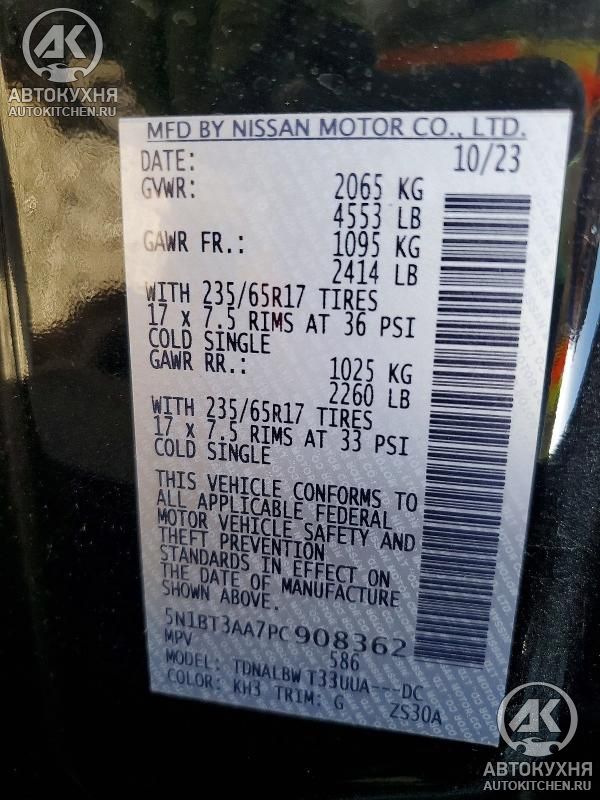 AK
АВТОКУХНЯ
AUTOKITCHEN.RU
MFD BY NISSAN MOTOR CO., LTD.
DATE: 10/23
GVWR: 2065 KG
4553 LB
GAWR FR.: 1095 KG
2414 LB
WITH 235/65R17 TIRES
17 X 7.5 RIMS AT 36 PSI
COLD SINGLE
GAWR RR.: 1025 KG
2260 LB
WITH 235/65R17 TIRES
17 X 7.5 RIMS AT 33 PSI
COLD SINGLE
THIS VEHICLE CONFORMS TO
ALL APPLICABLE FEDERAL
MOTOR VEHICLE SAFETY AND
THEFT PREVENTION
STANDARDS IN EFFECT ON
THE DATE OF MANUFACTURE
SHOWN ABOVE.
5N1BT3AA7PC908362
MPV 586
MODEL: TDNALBW T33UUA---DC
COLOR: KH3 TRIM: G ZS30A
AK
АВТОКУХНЯ
AUTOKITCHEN.RU